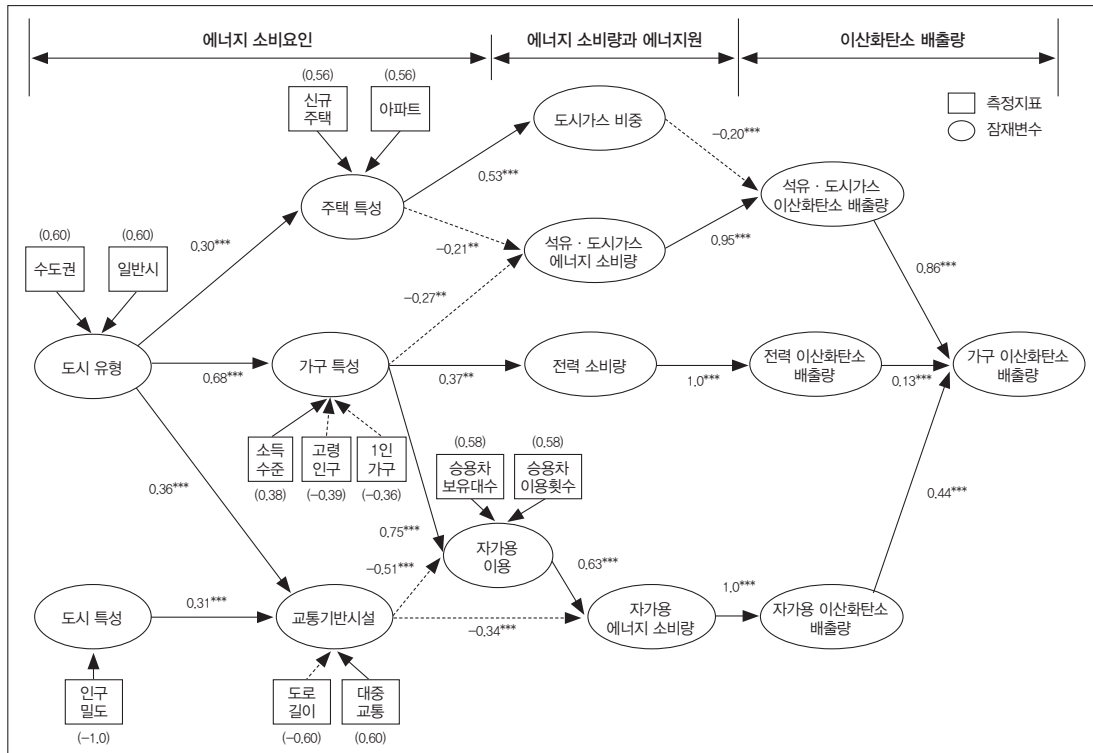 에너지 소비요인
에너지 소비량과 에너지원
이산화탄소 배출량
(0.56)
(0.56)
신규
주택
아파트
측정지표
잠재변수
도시가스 비중
-0.20***
0.53***
주택 특성
석유 · 도시가스
이산화탄소 배출량
(0.60)
(0.60)
0.30***
-0.21**
석유 · 도시가스
에너지 소비량
0.95***
수도권
일반시
-0.27**
0.86***
도시 유형
가구 특성
전력 소비량
전력 이산화탄소
배출량
가구 이산화탄소
배출량
0.68***
0.37**
1.0***
0.13***
소득
수준
고령
인구
1인
가구
(0.38)
(-0.39)
(-0.36)
(0.58)
(0.58)
승용차
보유대수
승용차
이용횟수
0.36***
0.44***
0.75***
자가용
이용
-0.51***
0.63***
도시 특성
0.31***
교통기반시설
-0.34***
자가용
에너지 소비량
1.0***
자가용 이산화탄소
배출량
인구
밀도
도로
길이
대중
교통
(-1.0)
(-0.60)
(0.60)